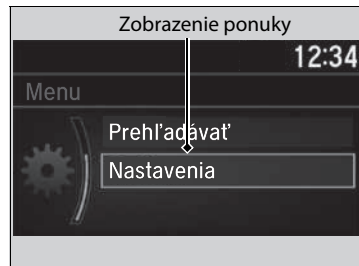 Zobrazenie ponuky
12:34
Menu
Prehľadávať
Nastavenia